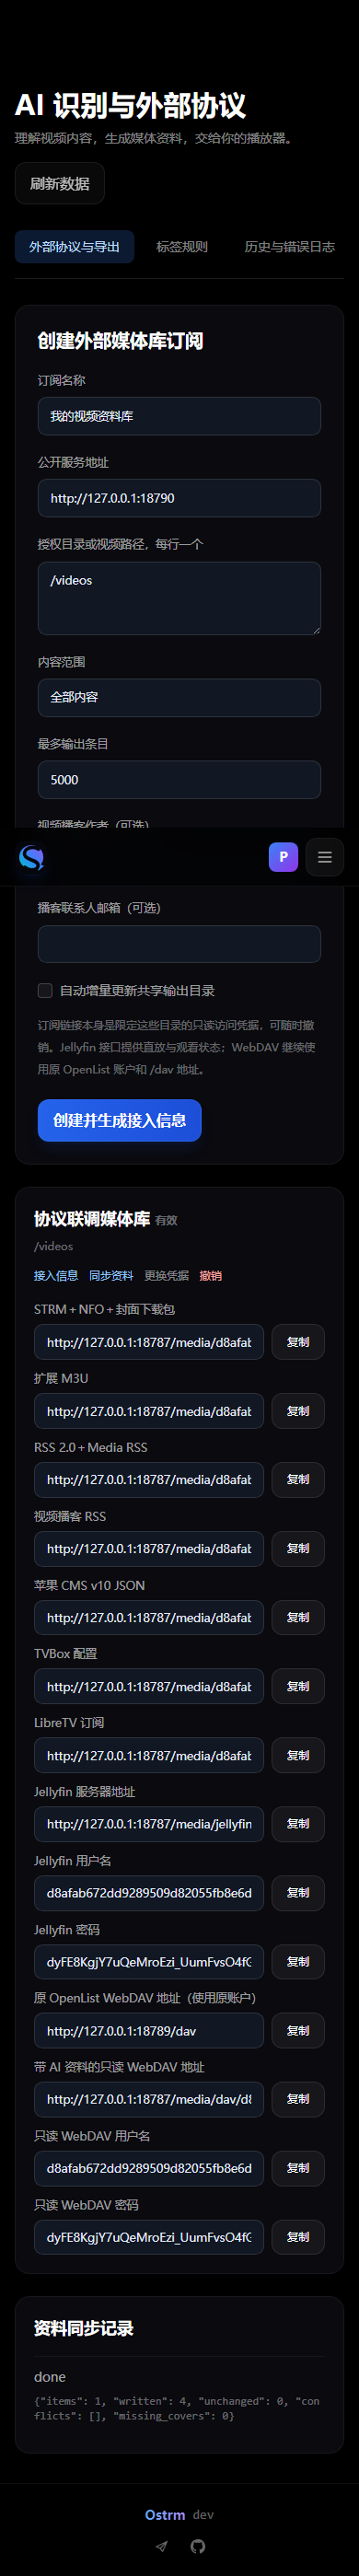 AI 识别与外部协议
理解视频内容，生成媒体资料，交给你的播放器。
刷新数据
外部协议与导出 标签规则 历史与错误日志
创建外部媒体库订阅
订阅名称
我的视频资料库
公开服务地址
http://127.0.0.1:18790
授权目录或视频路径，每行一个
/videos
内容范围
全部内容
最多输出条目
5000
视频播客作者（可选）
P
播客联系人邮箱（可选）
自动增量更新共享输出目录
订阅链接本身是限定这些目录的只读访问凭据，可随时撤
销。Jellyfin 接口提供直放与观看状态；WebDAV 继续使
用原 OpenList 账户和 /dav 地址。
创建并生成接入信息
协议联调媒体库 有效
/videos
接入信息 同步资料 更换凭据 撤销
STRM + NFO + 封面下载包
http://127.0.0.1:18787/media/d8afab 复制
扩展 M3U
http://127.0.0.1:18787/media/d8afab 复制
RSS 2.0 + Media RSS
http://127.0.0.1:18787/media/d8afab 复制
视频播客 RSS
http://127.0.0.1:18787/media/d8afab 复制
苹果 CMS v10 JSON
http://127.0.0.1:18787/media/d8afab 复制
TVBox 配置
http://127.0.0.1:18787/media/d8afab 复制
LibreTV 订阅
http://127.0.0.1:18787/media/d8afab 复制
Jellyfin 服务器地址
http://127.0.0.1:18787/media/jellyfin 复制
Jellyfin 用户名
d8afab672dd9289509d82055fb8e6d 复制
Jellyfin 密码
dyFE8KgjY7uQeMroEzi_UumFvsO4fC 复制
原 OpenList WebDAV 地址（使用原账户）
http://127.0.0.1:18789/dav 复制
带 AI 资料的只读 WebDAV 地址
http://127.0.0.1:18787/media/dav/d8 复制
只读 WebDAV 用户名
d8afab672dd9289509d82055fb8e6d 复制
只读 WebDAV 密码
dyFE8KgjY7uQeMroEzi_UumFvsO4fC 复制
资料同步记录
done
{"items": 1, "written": 4, "unchanged": 0, "con
flicts": [], "missing_covers": 0}
Ostrm dev